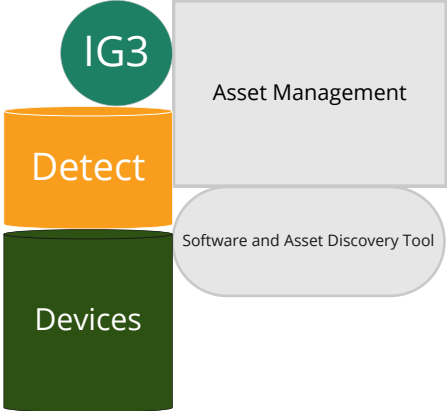 IG3
Asset Management
Detect
Software and Asset Discovery Tool
Devices